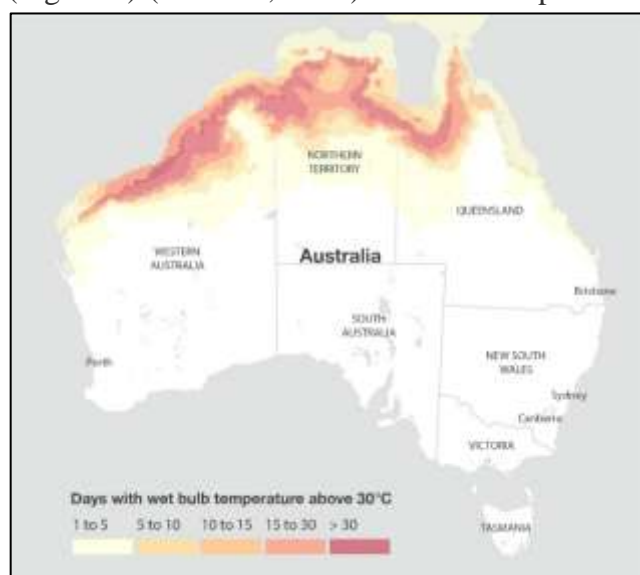 NORTHERN
TERRITORY
QUEENSLAND
WESTERN
AUSTRALIA
Australia
Brisbane
SOUTH
AUSTRALIA
Perth
NEW SOUTH
WALES
Sydney
Canberra
VICTORIA
Days with wet bulb temperature above 30°C
1 to 5 5 to 10 10 to 15 15 to 30 > 30
TASMANIA